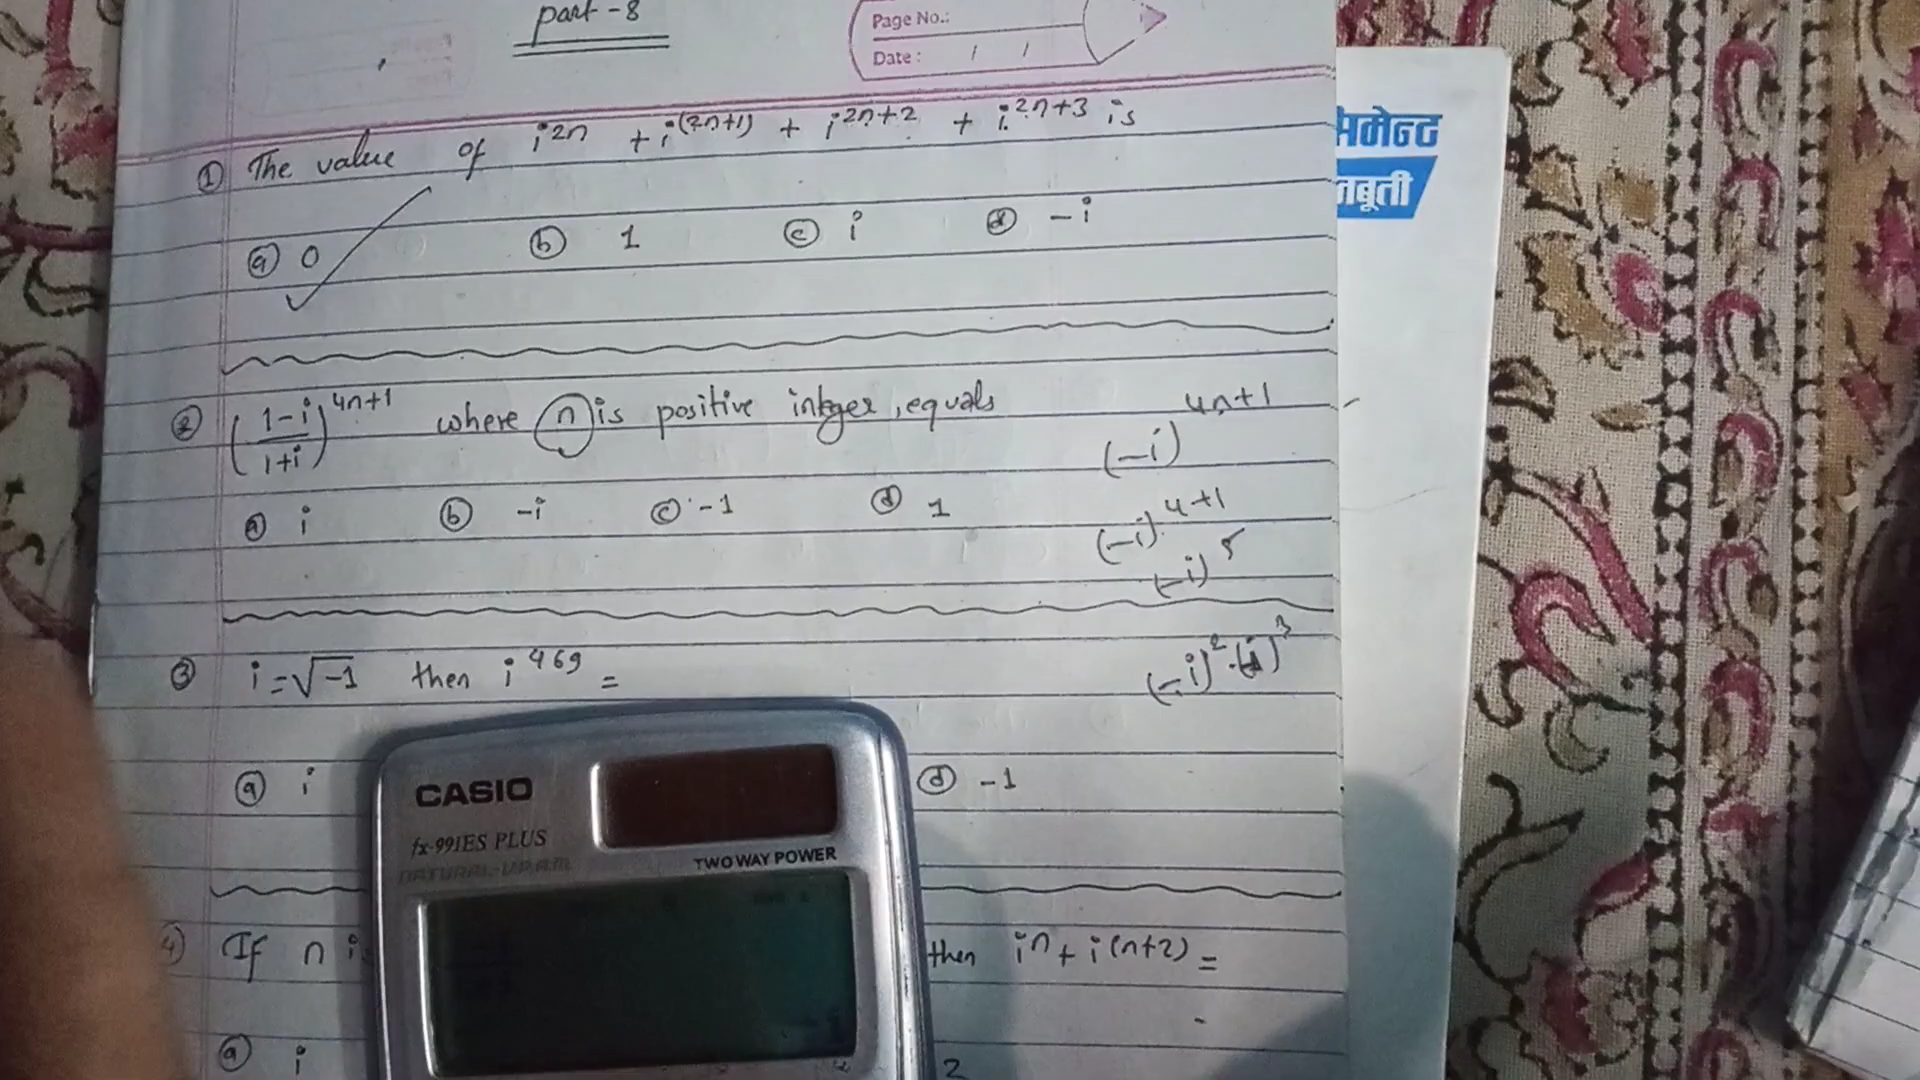 part - 8
Page No.:
Date : / /
① The value of i^2n + i^(2n+1) + i^2n+2 + i^2n+3 is
ⓐ 0 ⓑ 1 ⓒ i ⓓ -i
② (1-i/1+i)^4n+1 where n is positive integer, equals
(-i)^4n+1
ⓐ i ⓑ -i ⓒ -1 ⓓ 1
(-i)^4+1
(-i)^5
③ i = √-1 then i^469 =
(-i)^2.(i)^3
ⓐ i ⓓ -1
CASIO
fx-991ES PLUS
NATURAL-V.P.A.M.
TWO WAY POWER
4) If n i then i^n + i^(n+2) =
ⓐ i 2
मेन्ट